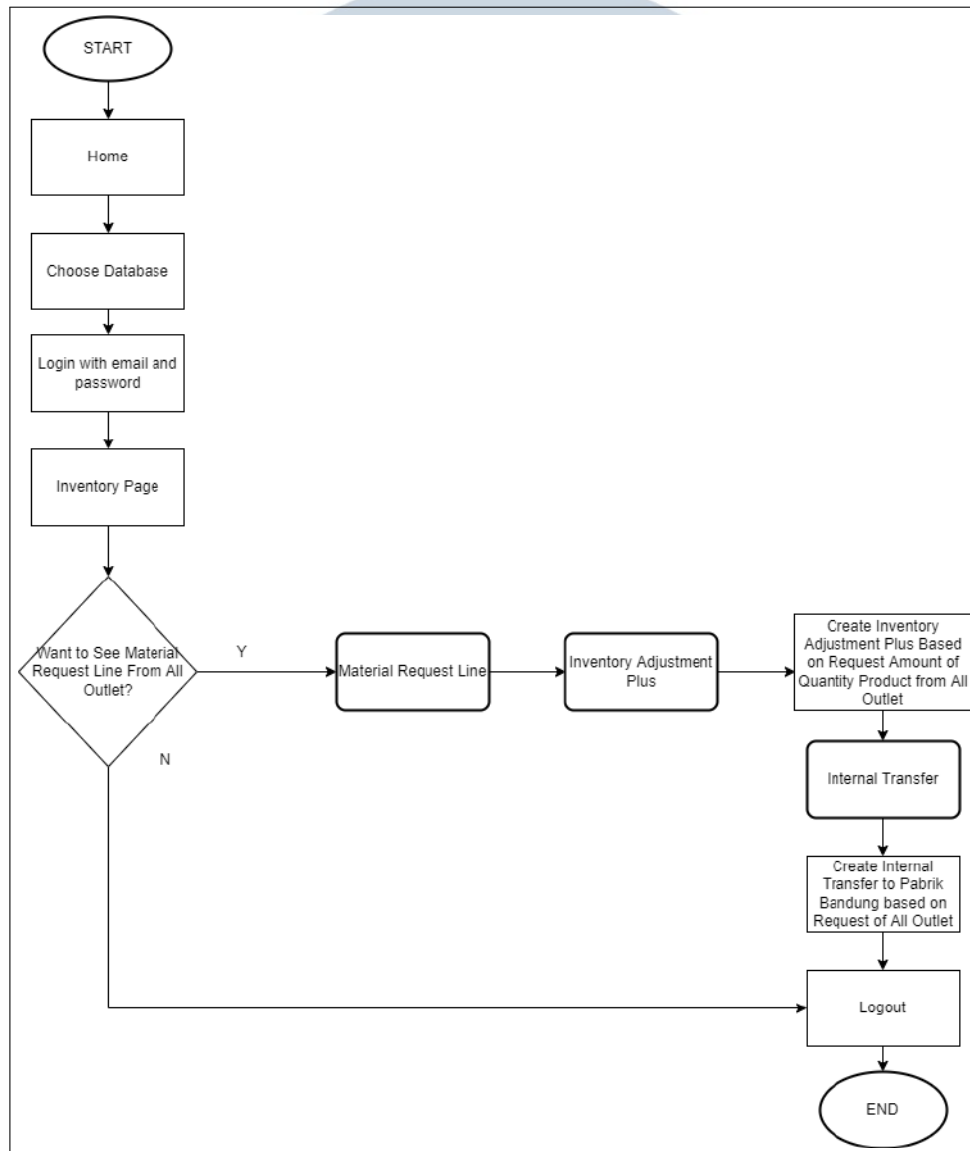 START
Home
Choose Database
Login with email and
password
Inventory Page
Want to See Material
Request Line From All
Outlet?
Y
N
Material Request Line
Inventory Adjustment
Plus
Create Inventory
Adjustment Plus Based
on Request Amount of
Quantity Product from All
Outlet
Internal Transfer
Create Internal
Transfer to Pabrik
Bandung based on
Request of All Outlet
Logout
END